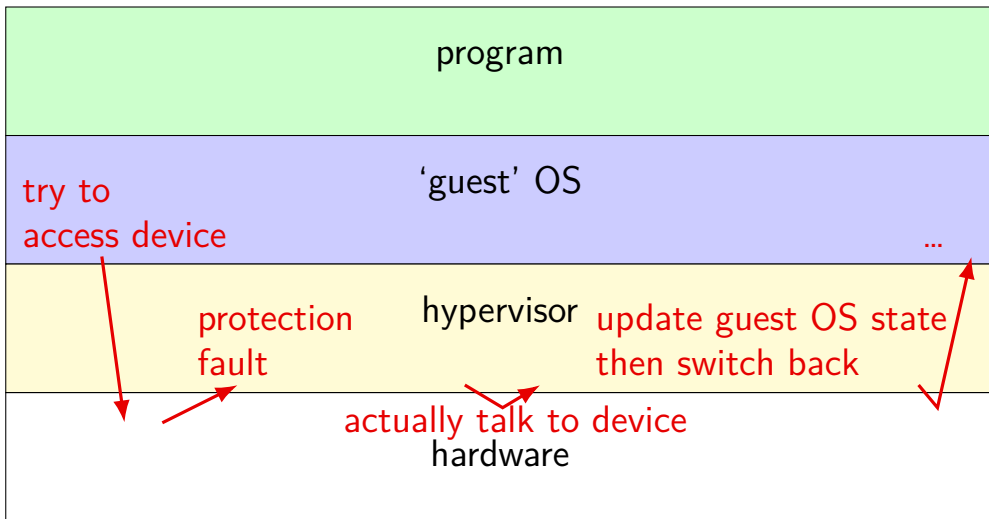 program
‘guest’ OS
try to
access device
...
hypervisor
protection
fault
update guest OS state
then switch back
actually talk to device
hardware